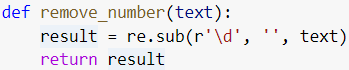 def remove_number(text):
    result = re.sub(r'\d', '', text)
    return result